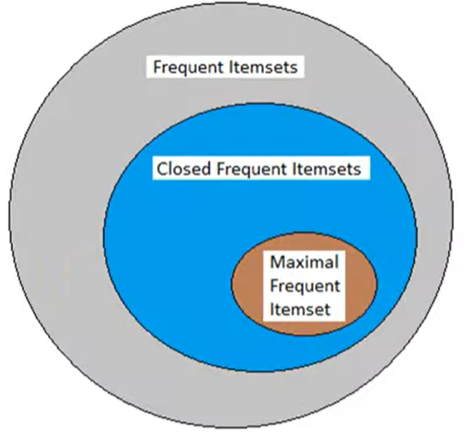 Frequent Itemsets
Closed Frequent Itemsets
Maximal
Frequent
Itemset